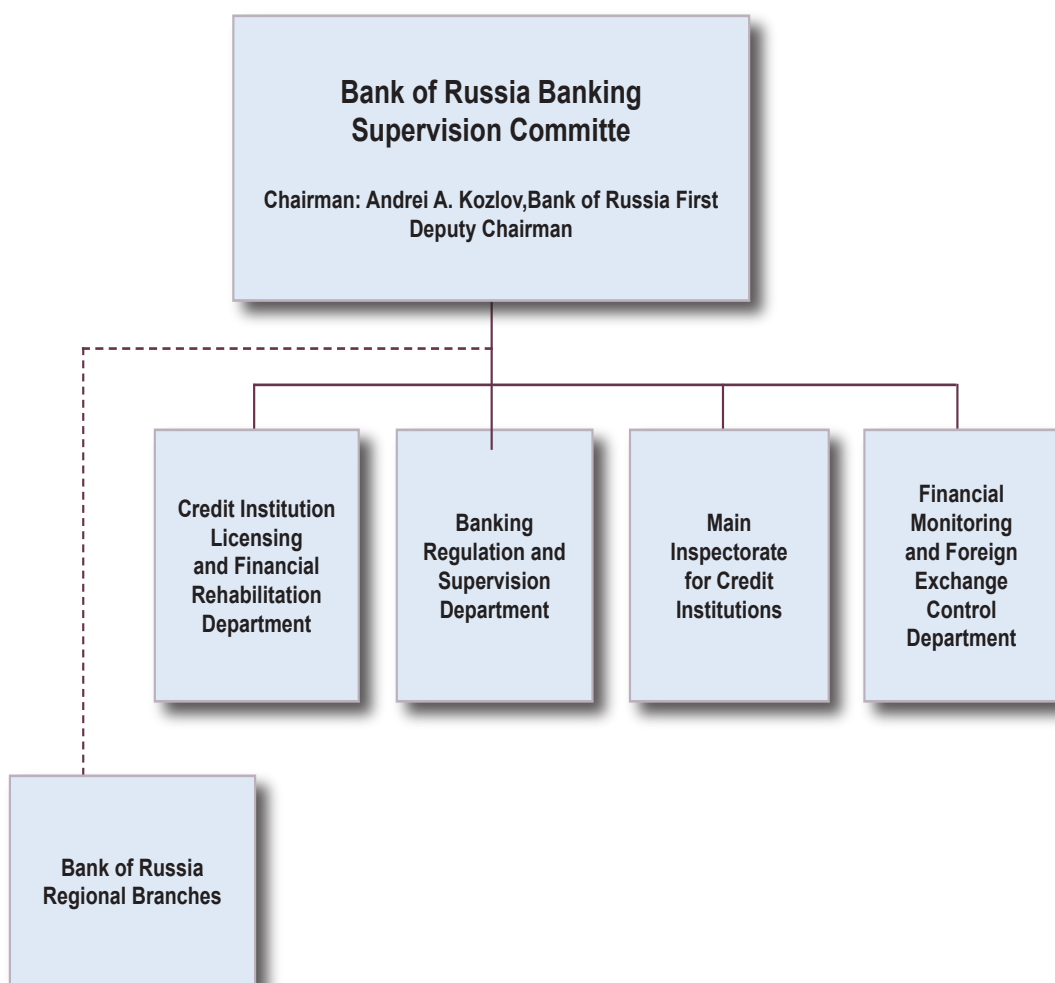 Bank of Russia Banking
Supervision Committe
Chairman: Andrei A. Kozlov,Bank of Russia First
Deputy Chairman
Credit Institution
Licensing
and Financial
Rehabilitation
Department
Banking
Regulation and
Supervision
Department
Main
Inspectorate
for Credit
Institutions
Financial
Monitoring
and Foreign
Exchange
Control
Department
Bank of Russia
Regional Branches